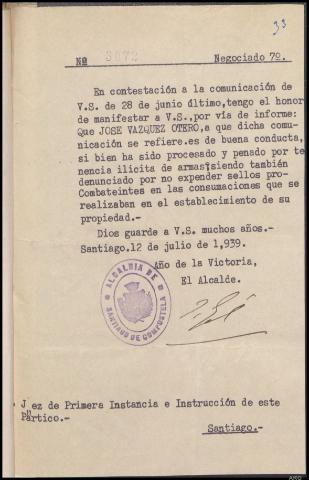 33
Nº 3672 Negociado 7º.
En contestación a la comunicación de
V.S. de 28 de junio último,tengo el honor
de manifestar a V.S.,por vía de informe:
Que JOSE VAZQUEZ OTERO,a que dicha comu-
nicación se refiere.es de buena conducta,
si bien ha sido procesado y penado por te
nencia ilicita de armas;siendo también
denunciado por no expender sellos pro-
Combateintes en las consumaciones que se
realizaban en el establecimiento de su
propiedad.-
Dios guarde a V.S. muchos años.-
Santiago,12 de julio de 1,939.
Año de la Victoria,
El Alcalde.
ALCALDIA DE
SANTIAGO DE COMPOSTELA
Juez de Primera Instancia e Instrucción de este
Partico.-
Santiago.-